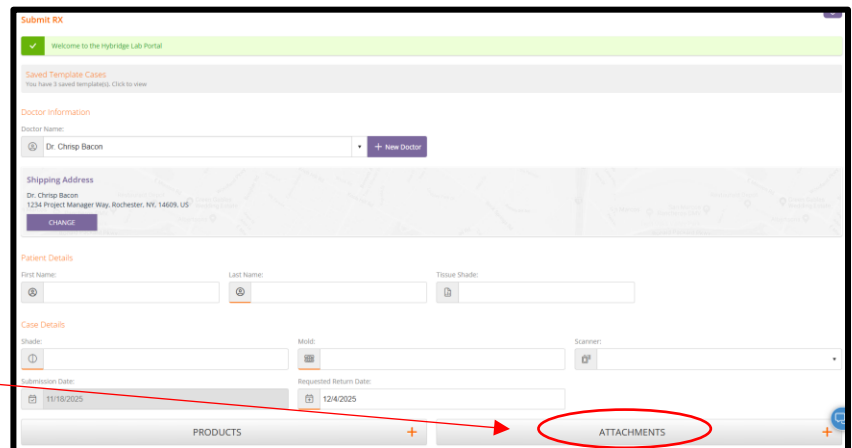 Submit RX
Welcome to the Hybridge Lab Portal
Saved Template Cases
You have 3 saved template(s). Click to view
Doctor Information
Doctor Name:
Dr. Chrisp Bacon
+ New Doctor
Shipping Address
Dr. Chrisp Bacon
1234 Project Manager Way, Rochester, NY, 14609, US
CHANGE
Patient Details
First Name: Last Name: Tissue Shade:
Case Details
Shade: Mold: Scanner:
Submission Date: Requested Return Date:
11/18/2025 12/4/2025
PRODUCTS + ATTACHMENTS +